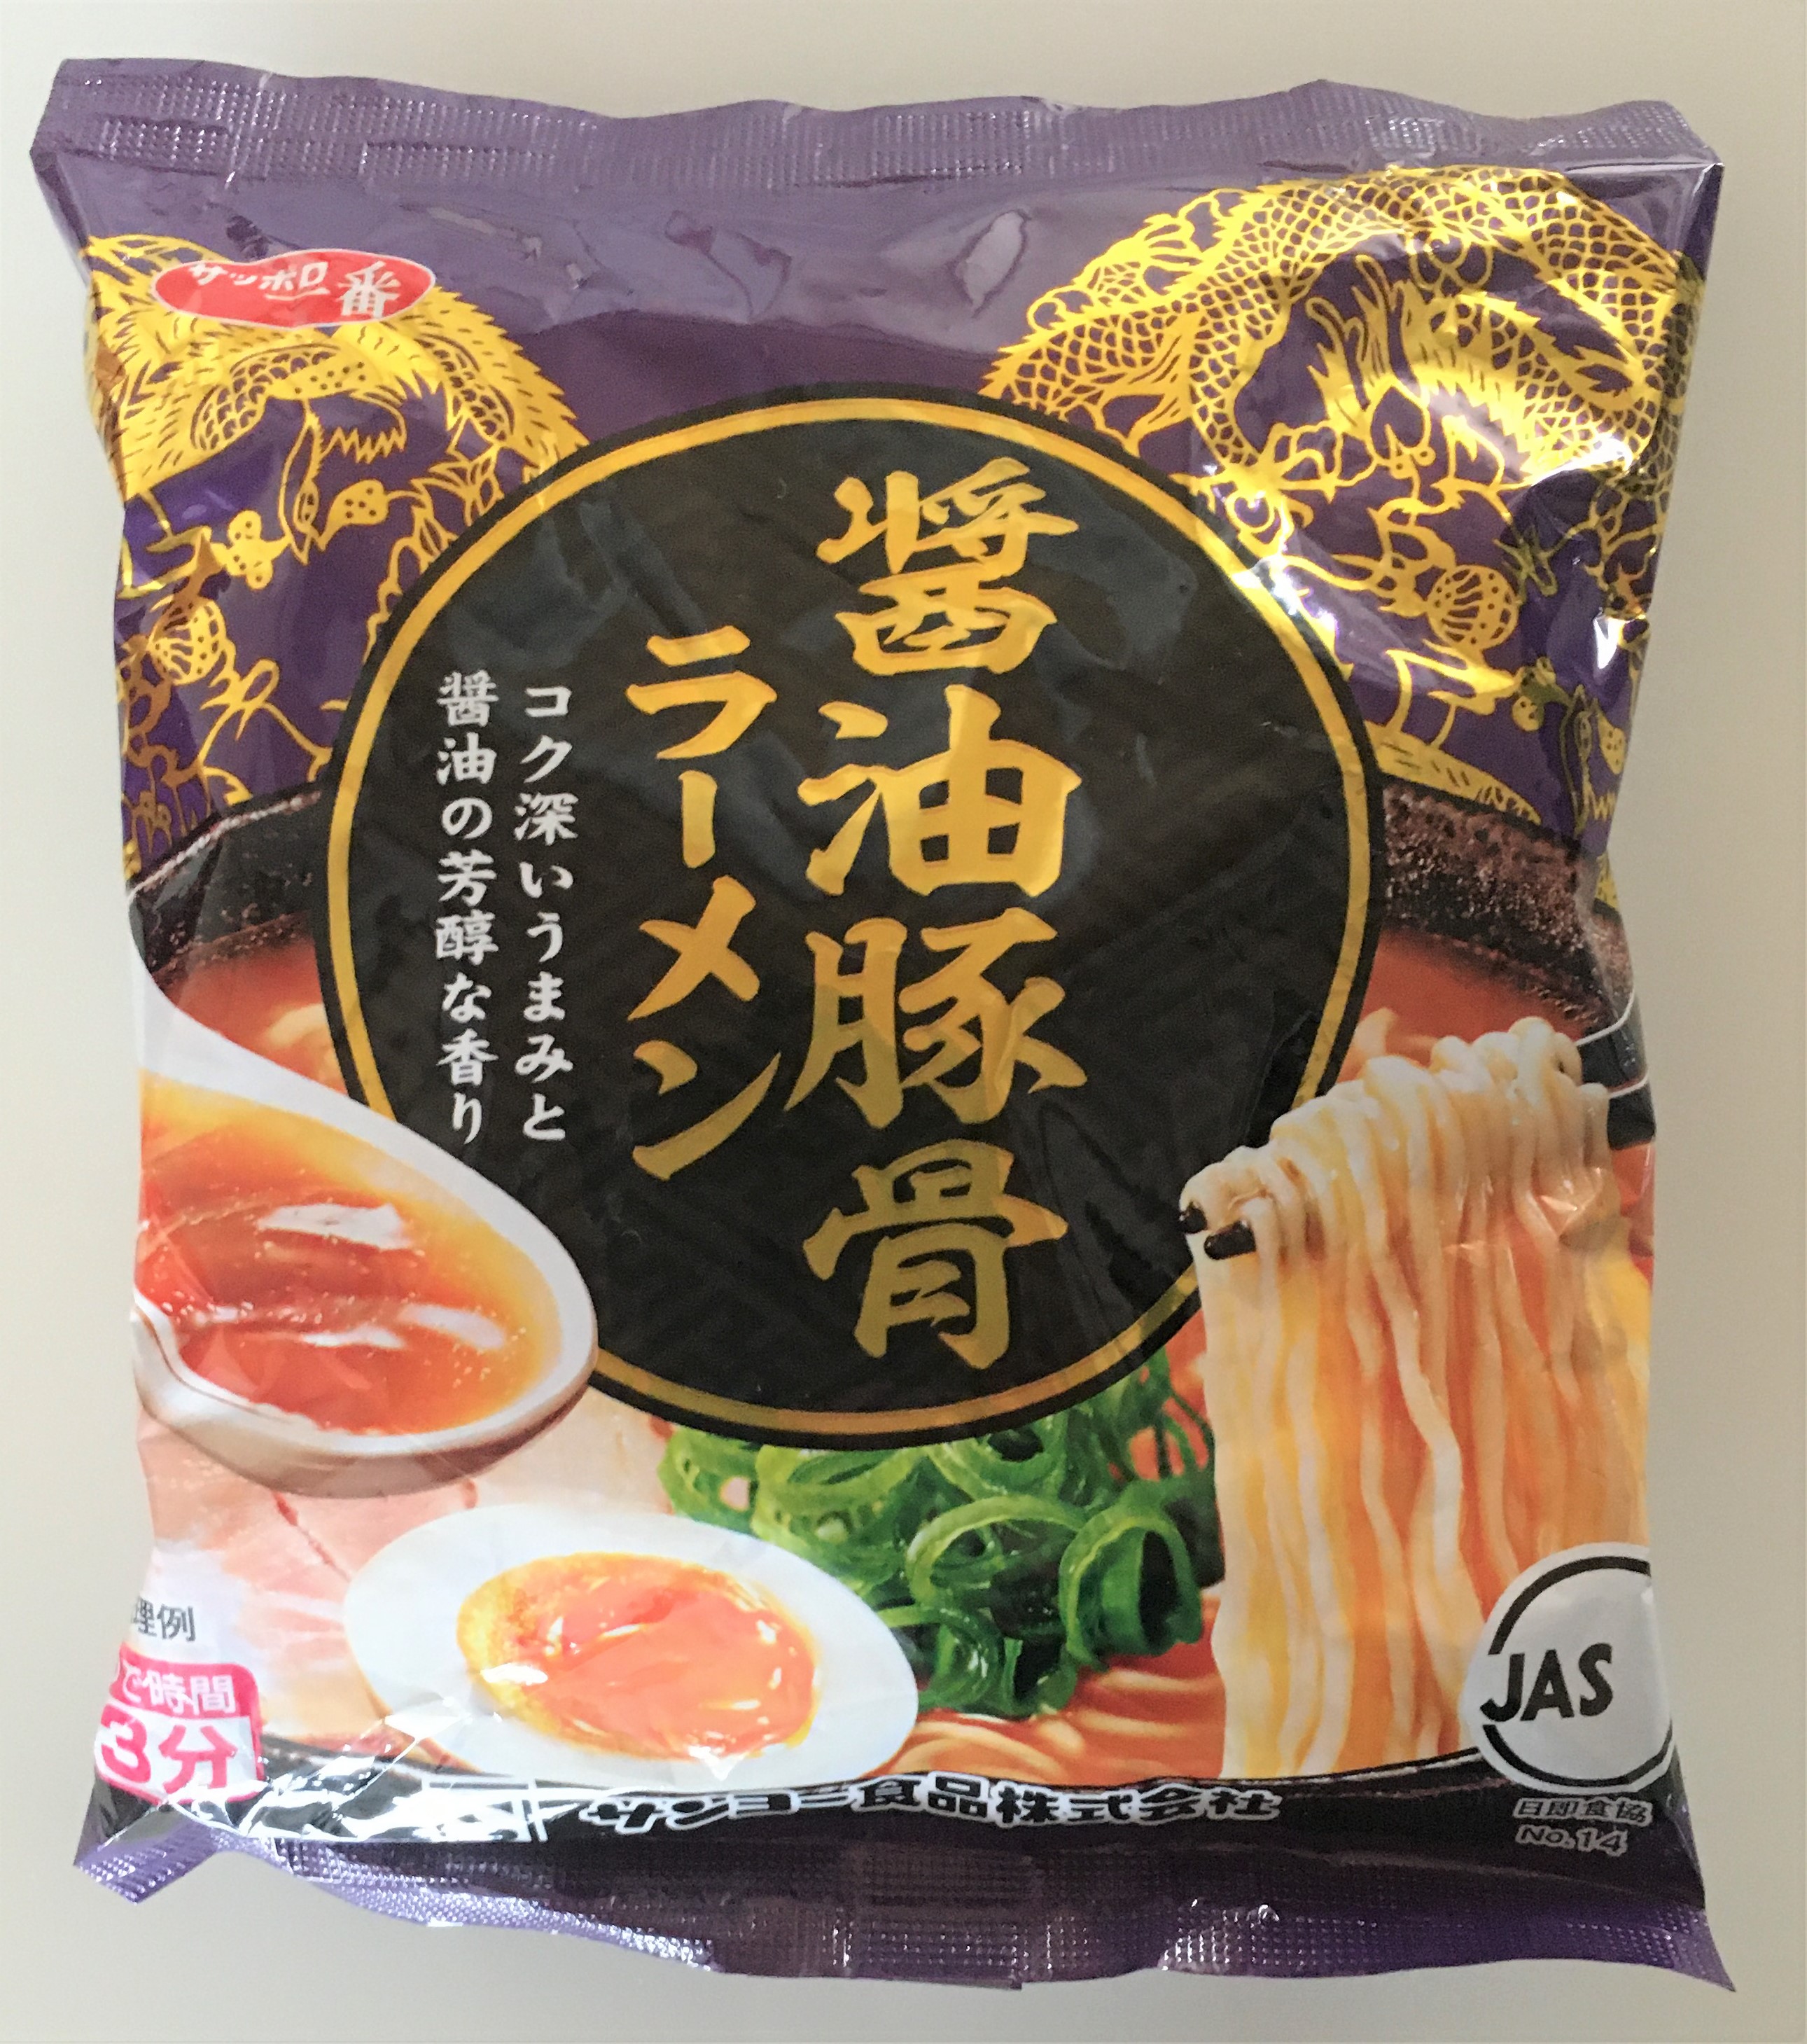 サッポロ一番
醤油豚骨
ラーメン
コク深いうまみと
醤油の芳醇な香り
理例
で時間
3分
サンヨー食品株式会社
JAS
日即食協
No.14